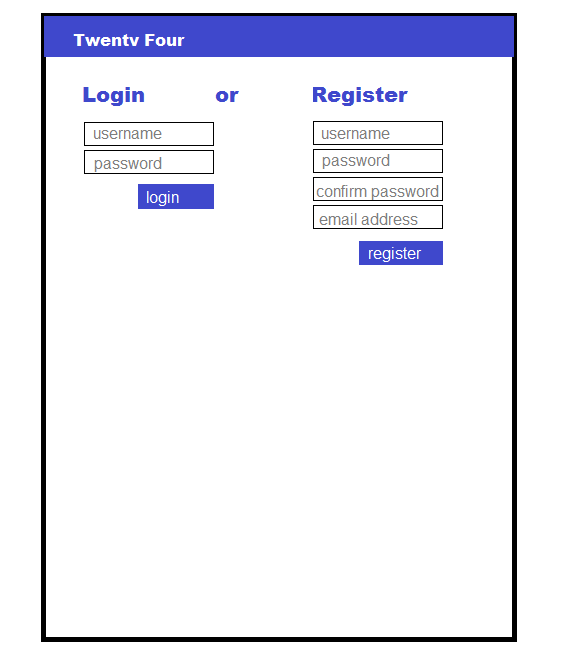 Twenty Four
Login or Register
username
password
login
username
password
confirm password
email address
register